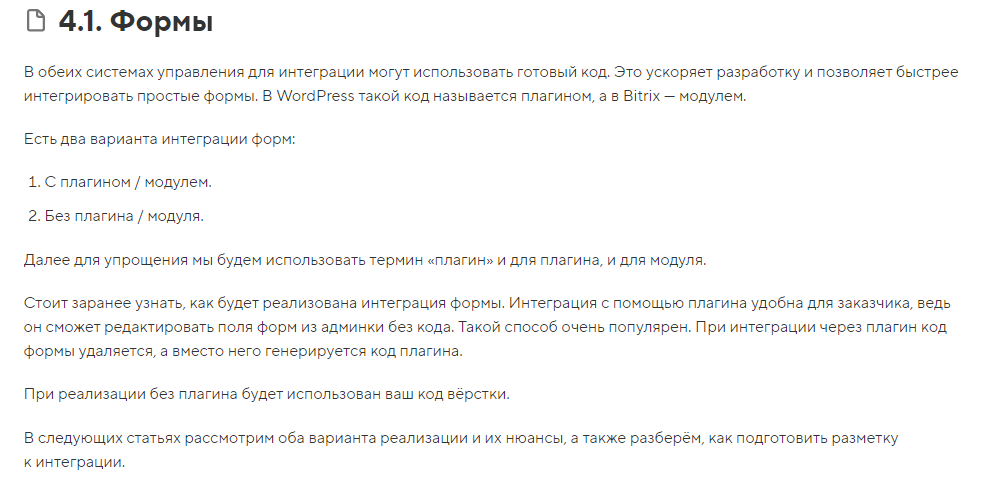 4.1. Формы
В обеих системах управления для интеграции могут использовать готовый код. Это ускоряет разработку и позволяет быстрее
интегрировать простые формы. В WordPress такой код называется плагином, а в Bitrix — модулем.
Есть два варианта интеграции форм:
1. С плагином / модулем.
2. Без плагина / модуля.
Далее для упрощения мы будем использовать термин «плагин» и для плагина, и для модуля.
Стоит заранее узнать, как будет реализована интеграция формы. Интеграция с помощью плагина удобна для заказчика, ведь
он сможет редактировать поля форм из админки без кода. Такой способ очень популярен. При интеграции через плагин код
формы удаляется, а вместо него генерируется код плагина.
При реализации без плагина будет использован ваш код вёрстки.
В следующих статьях рассмотрим оба варианта реализации и их нюансы, а также разберём, как подготовить разметку
к интеграции.